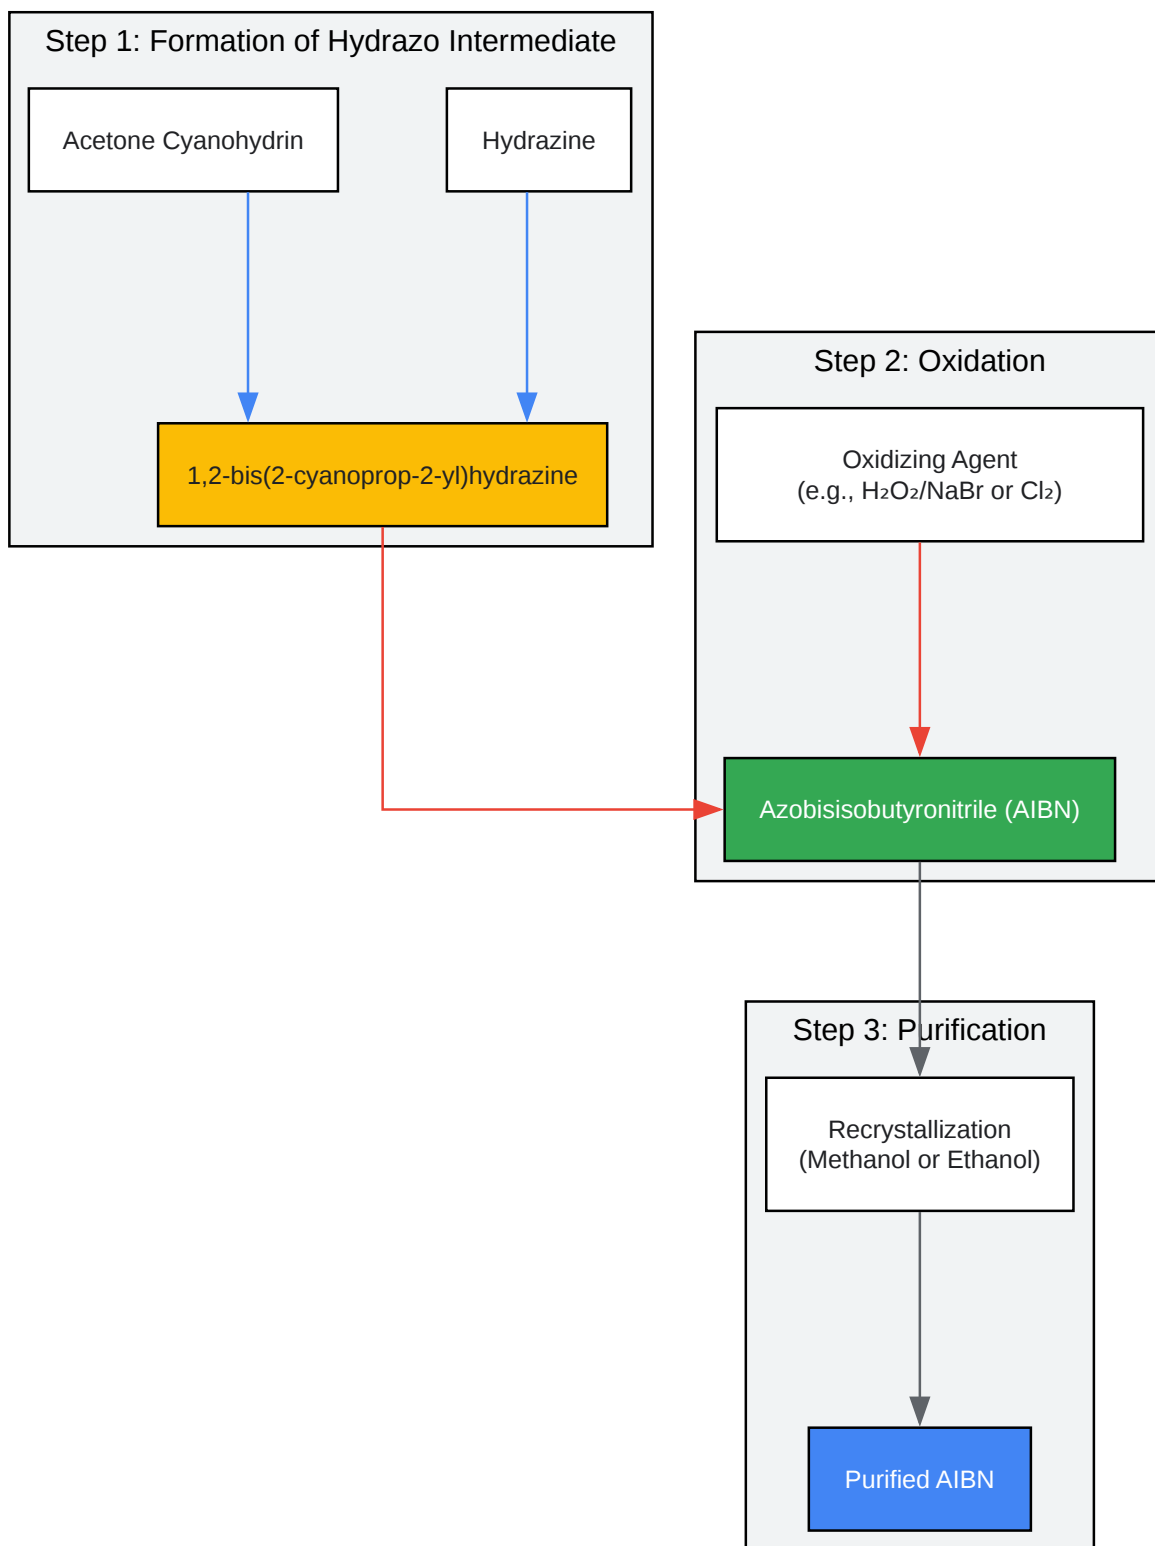 Step 1: Formation of Hydrazo Intermediate
Acetone Cyanohydrin
Hydrazine
1,2-bis(2-cyanoprop-2-yl)hydrazine
Step 2: Oxidation
Oxidizing Agent
(e.g., H₂O₂/NaBr or Cl₂)
Azobisisobutyronitrile (AIBN)
Step 3: Purification
Recrystallization
(Methanol or Ethanol)
Purified AIBN